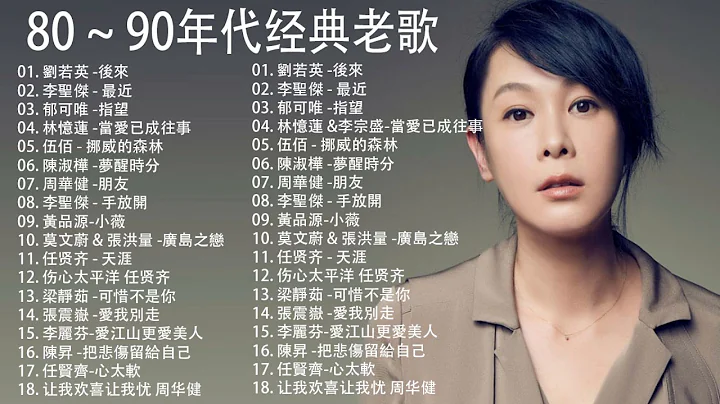 80 ~ 90年代经典老歌
01. 劉若英 -後來
02. 李聖傑 - 最近
03. 郁可唯 -指望
04. 林憶蓮 -當愛已成往事
05. 伍佰 - 挪威的森林
06. 陳淑樺 -夢醒時分
07. 周華健 -朋友
08. 李聖傑 - 手放開
09. 黃品源-小薇
10. 莫文蔚 & 張洪量 -廣島之戀
11. 任贤齐 - 天涯
12. 伤心太平洋 任贤齐
13. 梁靜茹 -可惜不是你
14. 張震嶽 -愛我別走
15. 李麗芬-愛江山更愛美人
16. 陳昇 -把悲傷留給自己
17. 任賢齊-心太軟
18. 让我欢喜让我忧 周华健
01. 劉若英 -後來
02. 李聖傑 - 最近
03. 郁可唯 -指望
04. 林憶蓮 &李宗盛-當愛已成往事
05. 伍佰 - 挪威的森林
06. 陳淑樺 -夢醒時分
07. 周華健 -朋友
08. 李聖傑 - 手放開
09. 黃品源-小薇
10. 莫文蔚 & 張洪量 -廣島之戀
11. 任贤齐 - 天涯
12. 伤心太平洋 任贤齐
13. 梁靜茹 -可惜不是你
14. 張震嶽 -愛我別走
15. 李麗芬-愛江山更愛美人
16. 陳昇 -把悲傷留給自己
17. 任賢齊-心太軟
18. 让我欢喜让我忧 周华健